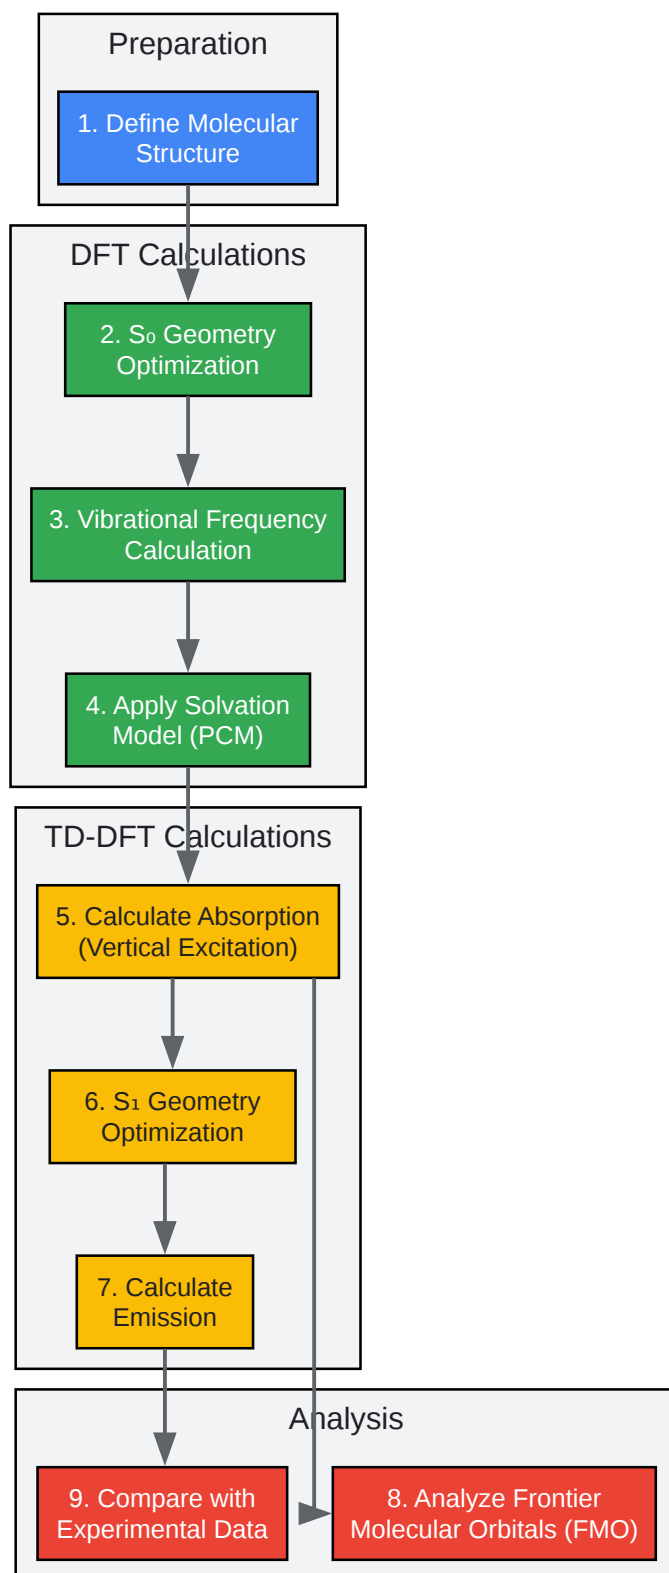 Preparation
1. Define Molecular
Structure
DFT Calculations
2. S₀ Geometry
Optimization
3. Vibrational Frequency
Calculation
4. Apply Solvation
Model (PCM)
TD-DFT Calculations
5. Calculate Absorption
(Vertical Excitation)
6. S₁ Geometry
Optimization
7. Calculate
Emission
Analysis
9. Compare with
Experimental Data
8. Analyze Frontier
Molecular Orbitals (FMO)